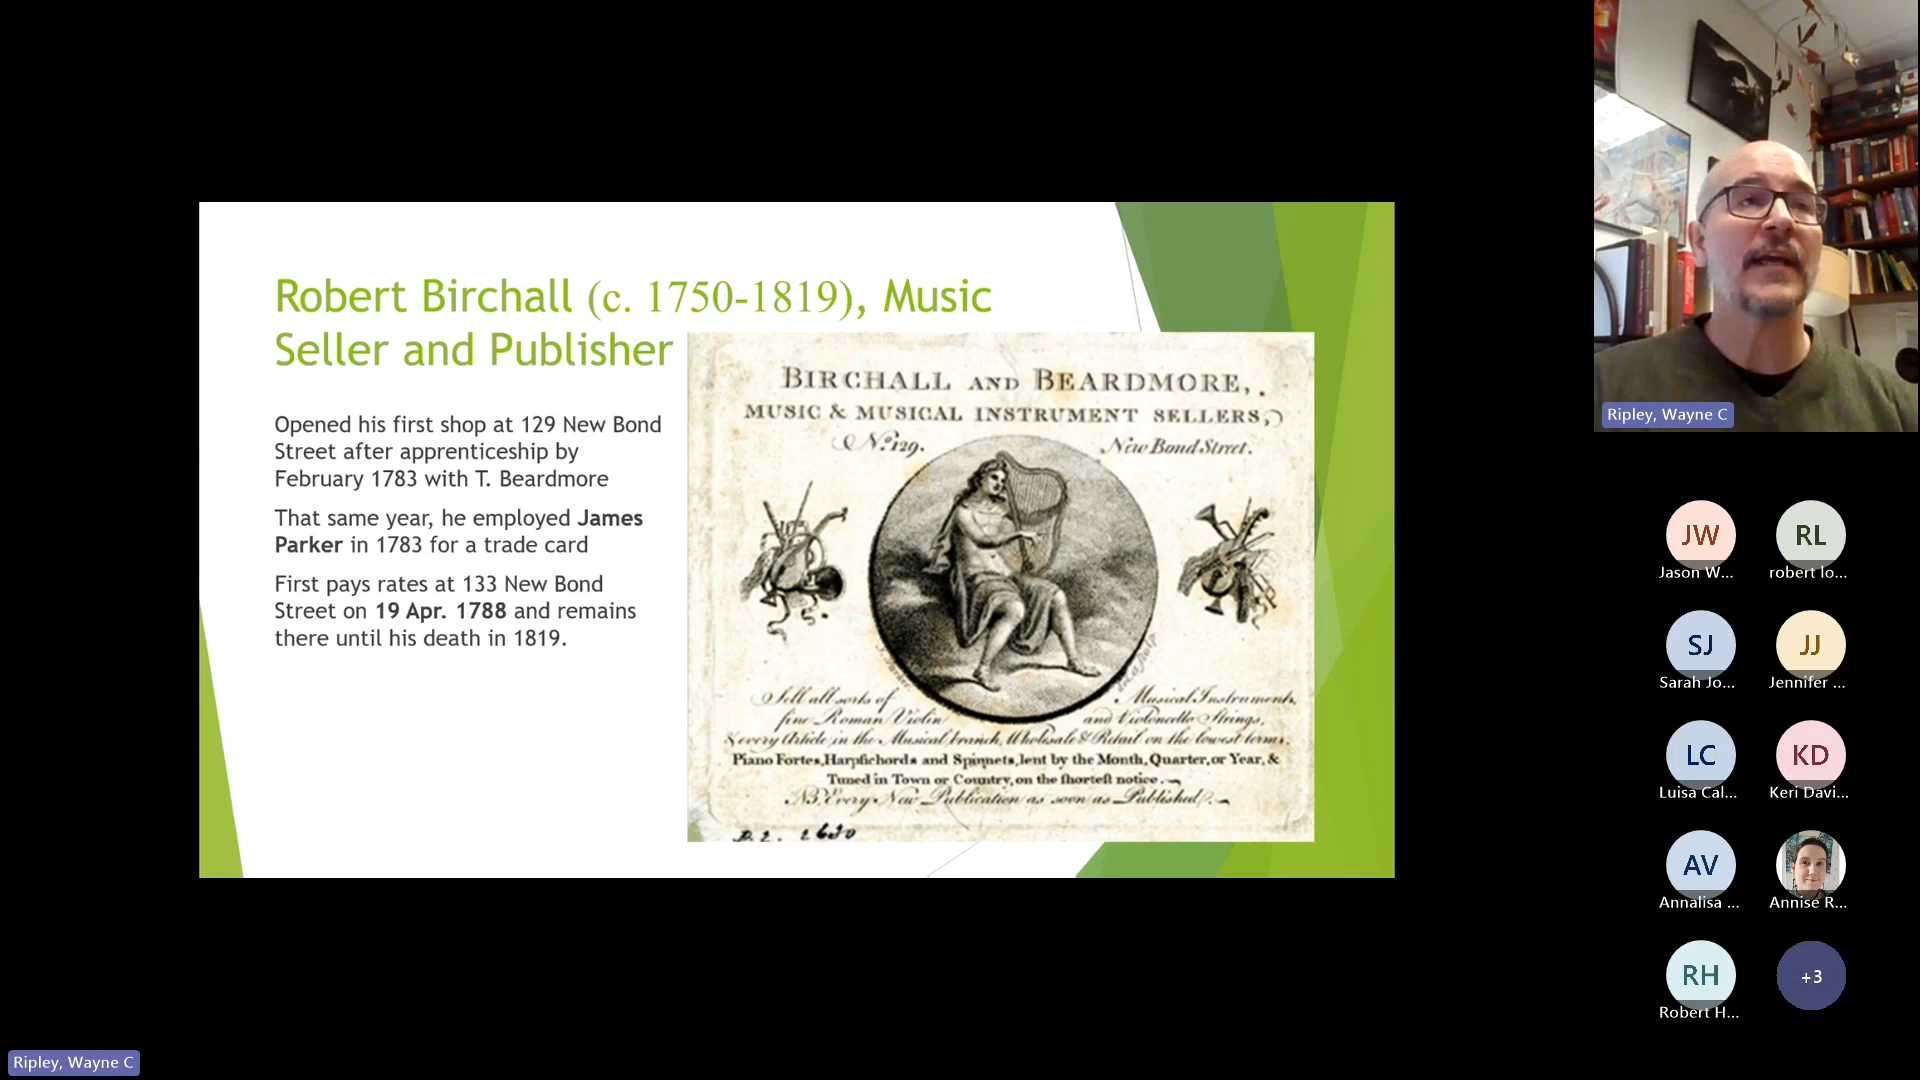 Robert Birchall (c. 1750-1819), Music
Seller and Publisher
Opened his first shop at 129 New Bond
Street after apprenticeship by
February 1783 with T. Beardmore
That same year, he employed James
Parker in 1783 for a trade card
First pays rates at 133 New Bond
Street on 19 Apr. 1788 and remains
there until his death in 1819.
BIRCHALL AND BEARDMORE,
MUSIC & MUSICAL INSTRUMENT SELLERS,
No. 129. New Bond Street.
Sell all sorts of Musical Instruments,
fine Roman Violin and Violoncello Strings,
& every Article in the Musical branch, Wholesale & Retail on the lowest terms.
Piano Fortes, Harpsichords and Spinnets, lent by the Month, Quarter, or Year, &
Tuned in Town or Country, on the shortest notice.
NB. Every New Publication as soon as Published.
D.2. 2630
Ripley, Wayne C
JW
Jason W...
RL
robert lo...
SJ
Sarah Jo...
JJ
Jennifer ...
LC
Luisa Cal...
KD
Keri Davi...
AV
Annalisa ...
Annise R...
RH
Robert H...
+3
Ripley, Wayne C